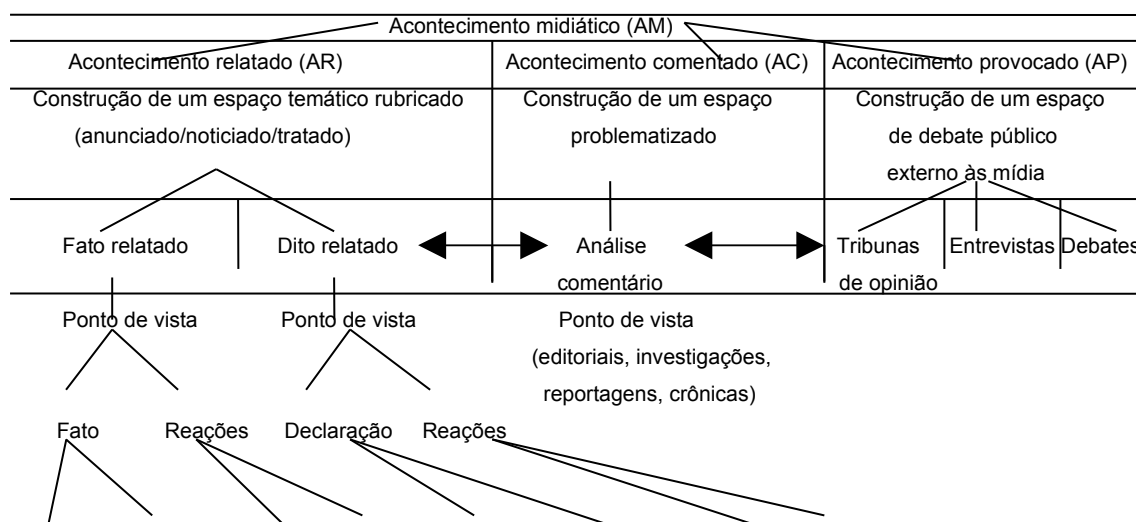 Acontecimento midiático (AM)
Acontecimento relatado (AR) Acontecimento comentado (AC) Acontecimento provocado (AP)
Construção de um espaço temático rubricado Construção de um espaço Construção de um espaço
(anunciado/noticiado/tratado) problematizado de debate público
externo às mídia
Fato relatado Dito relatado Análise Tribunas Entrevistas Debates
comentário de opinião
Ponto de vista Ponto de vista Ponto de vista
(editoriais, investigações,
reportagens, crônicas)
Fato Reações Declaração Reações